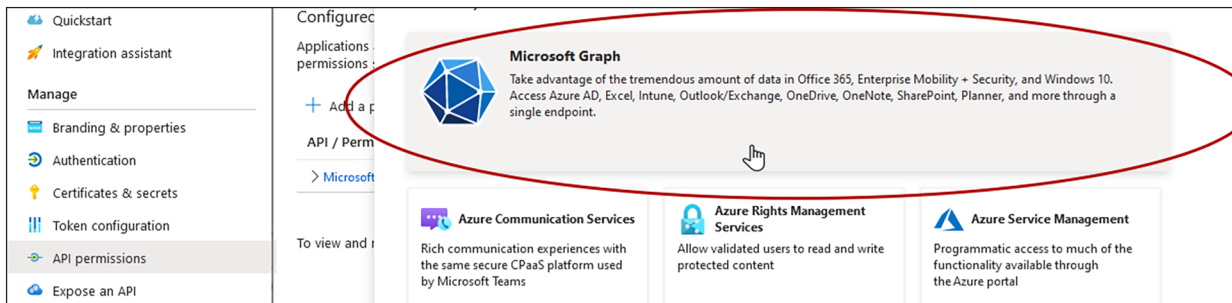 Quickstart
Integration assistant
Manage
Branding & properties
Authentication
Certificates & secrets
Token configuration
API permissions
Expose an API
Configured
Applications
permissions
Add a p
API / Perm
Microsoft
To view and r
Microsoft Graph
Take advantage of the tremendous amount of data in Office 365, Enterprise Mobility + Security, and Windows 10.
Access Azure AD, Excel, Intune, Outlook/Exchange, OneDrive, OneNote, SharePoint, Planner, and more through a
single endpoint.
Azure Communication Services
Rich communication experiences with
the same secure CPaaS platform used
by Microsoft Teams
Azure Rights Management
Services
Allow validated users to read and write
protected content
Azure Service Management
Programmatic access to much of the
functionality available through
the Azure portal